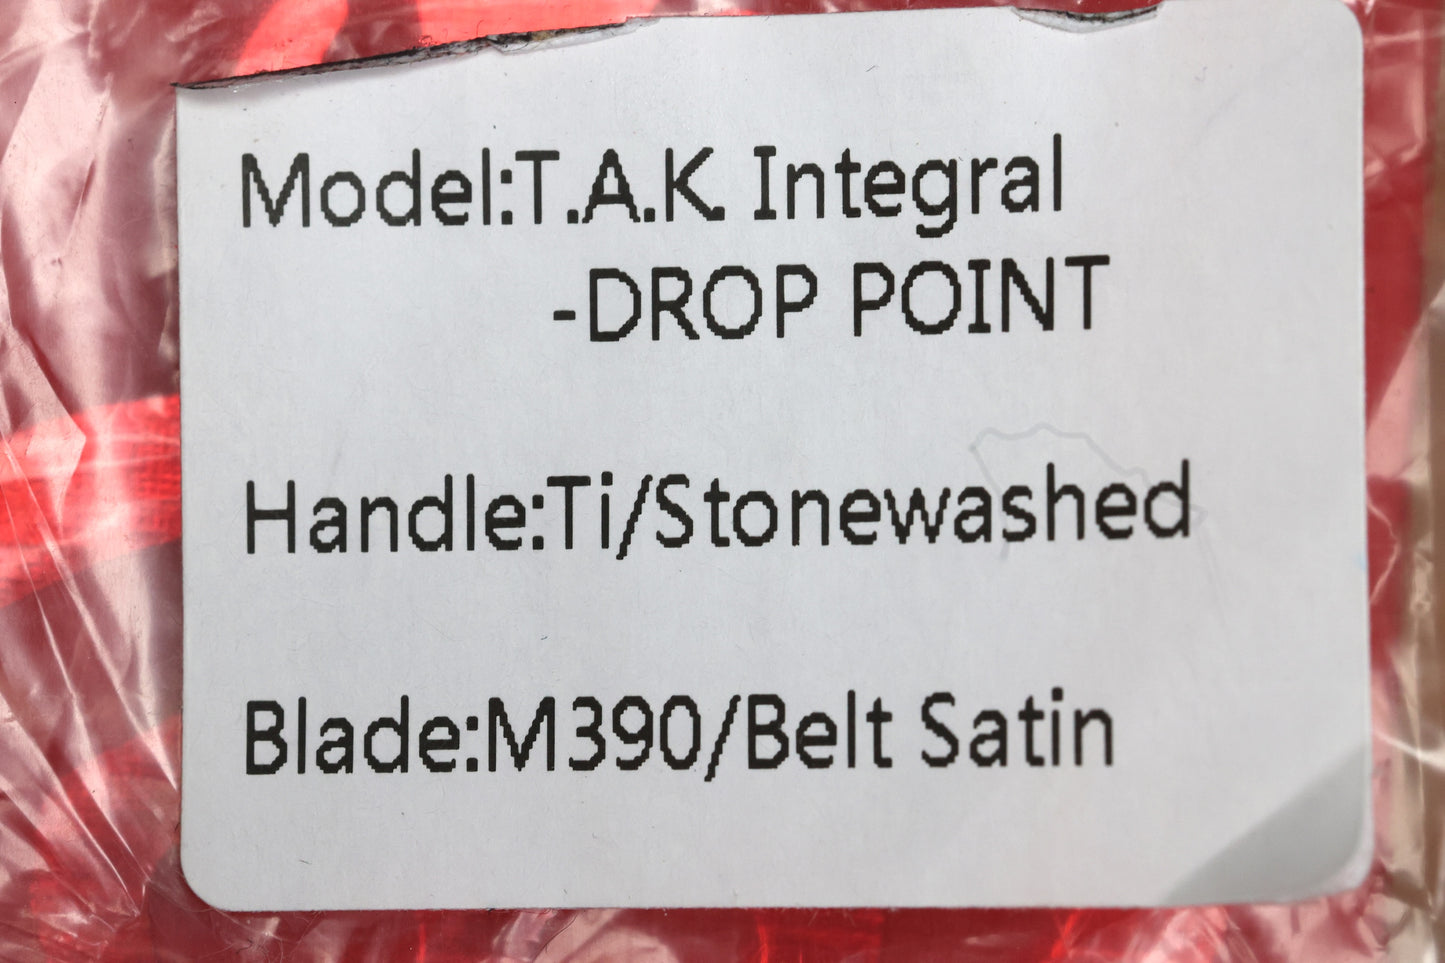 Model:T.A.K. Integral
-DROP POINT
Handle:Ti/Stonewashed
Blade:M390/Belt Satin